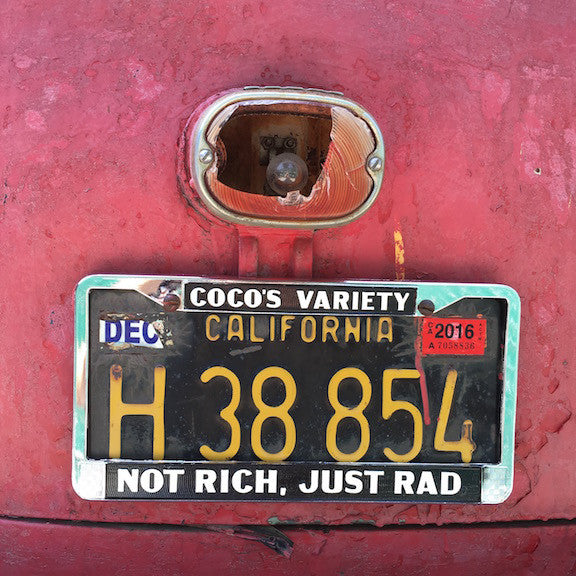 COCO'S VARIETY
DEC CALIFORNIA 2016
H 38 854
NOT RICH, JUST RAD